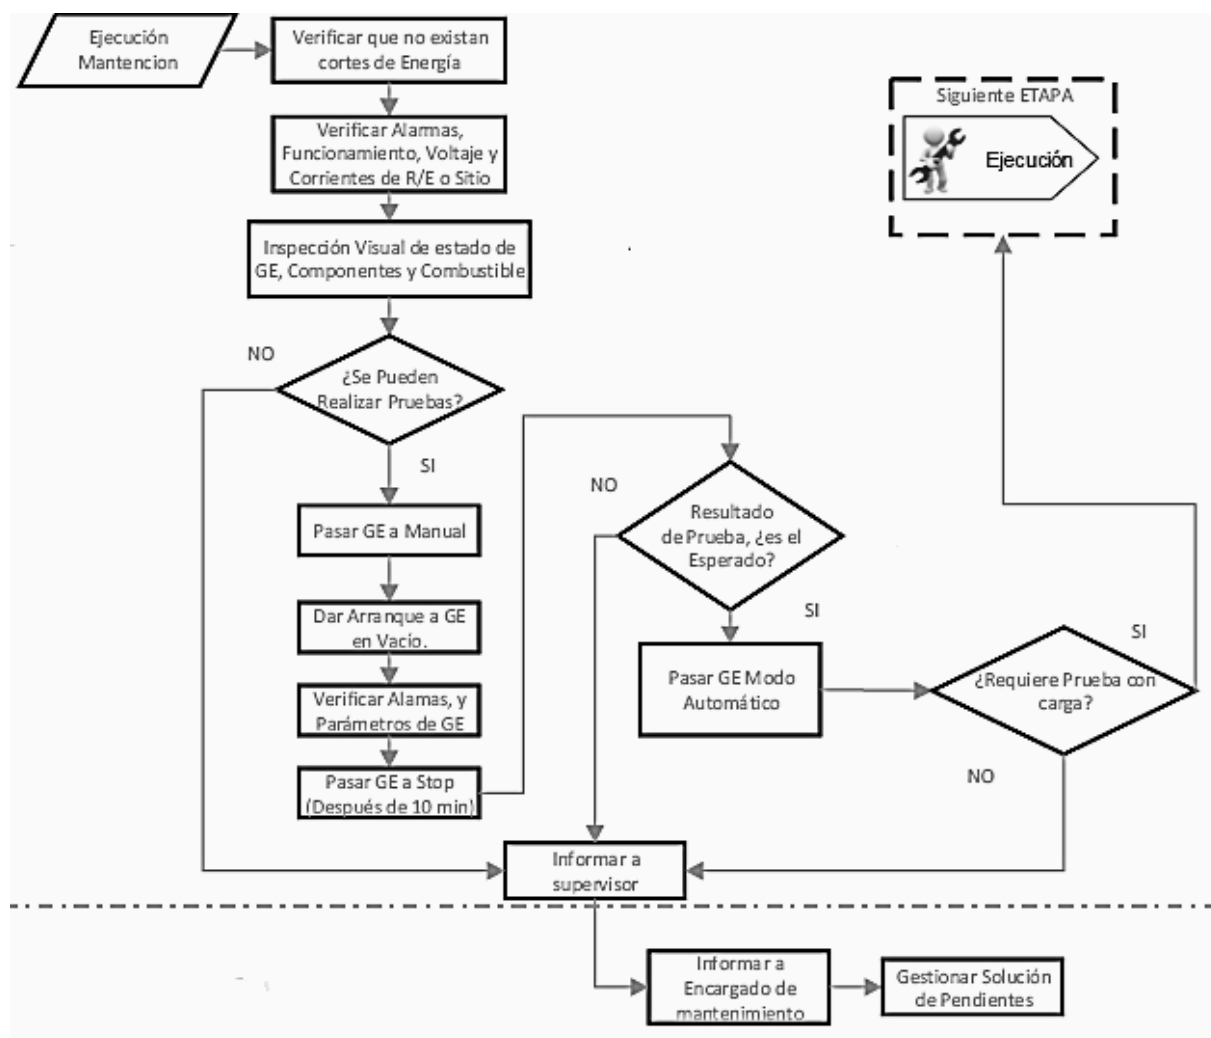 Ejecución
Mantencion
Verificar que no existan
cortes de Energía
Verificar Alarmas,
Funcionamiento, Voltaje y
Corrientes de R/E o Sitio
Inspección Visual de estado de
GE, Componentes y Combustible
NO
¿Se Pueden
Realizar Pruebas?
SI
Pasar GE a Manual
Dar Arranque a GE
en Vacío.
Verificar Alamas, y
Parámetros de GE
Pasar GE a Stop
(Después de 10 min)
NO
Resultado
de Prueba, ¿es el
Esperado?
SI
Pasar GE Modo
Automático
¿Requiere Prueba con
carga?
SI
NO
Siguiente ETAPA
Ejecución
Informar a
supervisor
Informar a
Encargado de
mantenimiento
Gestionar Solución
de Pendientes